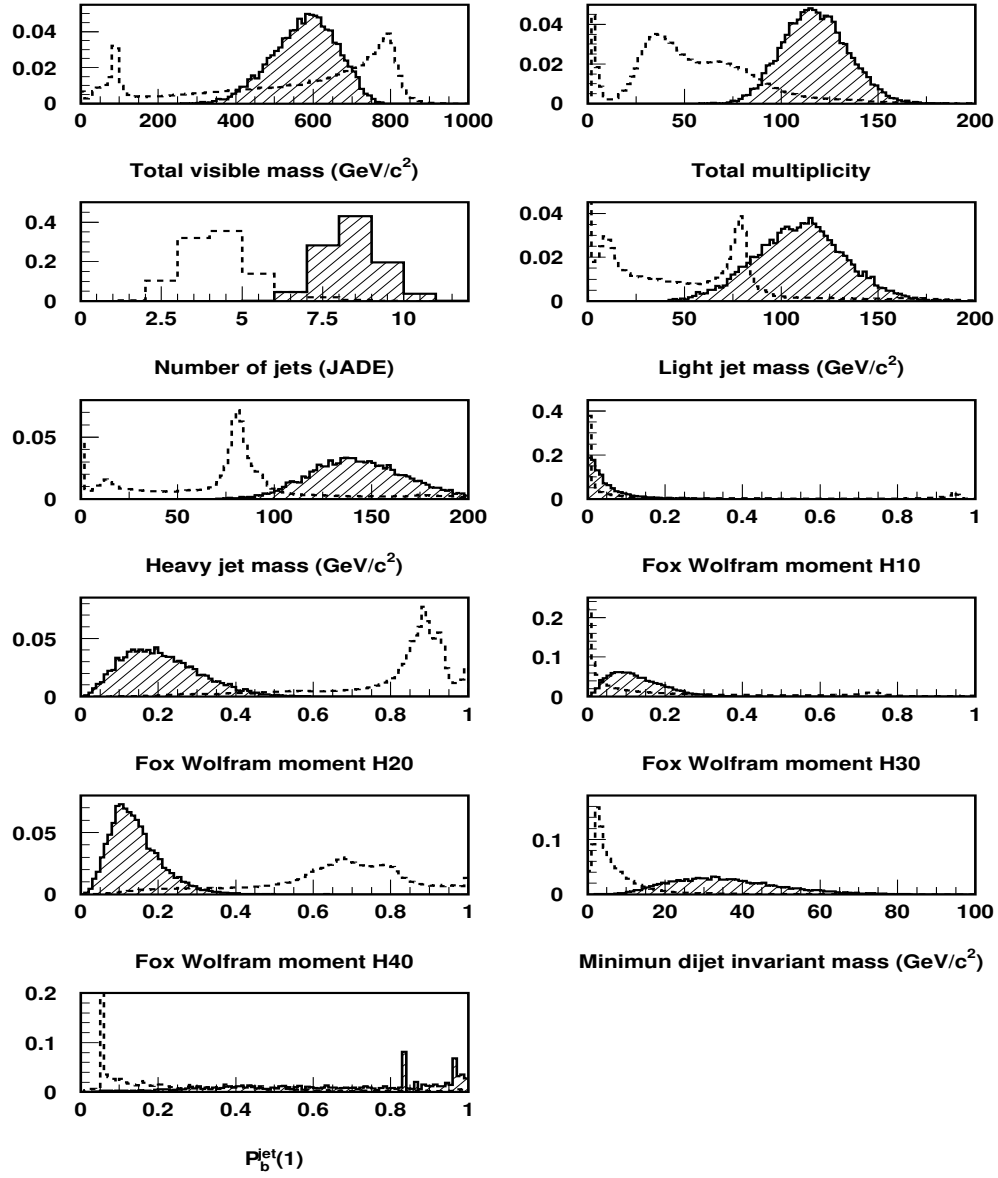 0.04
0.02
0
0 200 400 600 800 1000
Total visible mass (GeV/c²)
0.04
0.02
0
0 50 100 150 200
Total multiplicity
0.4
0.2
0
2.5 5 7.5 10
Number of jets (JADE)
0.04
0.02
0
0 50 100 150 200
Light jet mass (GeV/c²)
0.05
0
0 50 100 150 200
Heavy jet mass (GeV/c²)
0.4
0.2
0
0 0.2 0.4 0.6 0.8 1
Fox Wolfram moment H10
0.05
0
0 0.2 0.4 0.6 0.8 1
Fox Wolfram moment H20
0.2
0.1
0
0 0.2 0.4 0.6 0.8 1
Fox Wolfram moment H30
0.05
0
0 0.2 0.4 0.6 0.8 1
Fox Wolfram moment H40
0.1
0
0 20 40 60 80 100
Minimun dijet invariant mass (GeV/c²)
0.2
0.1
0
0 0.2 0.4 0.6 0.8 1
P_b^jet(1)